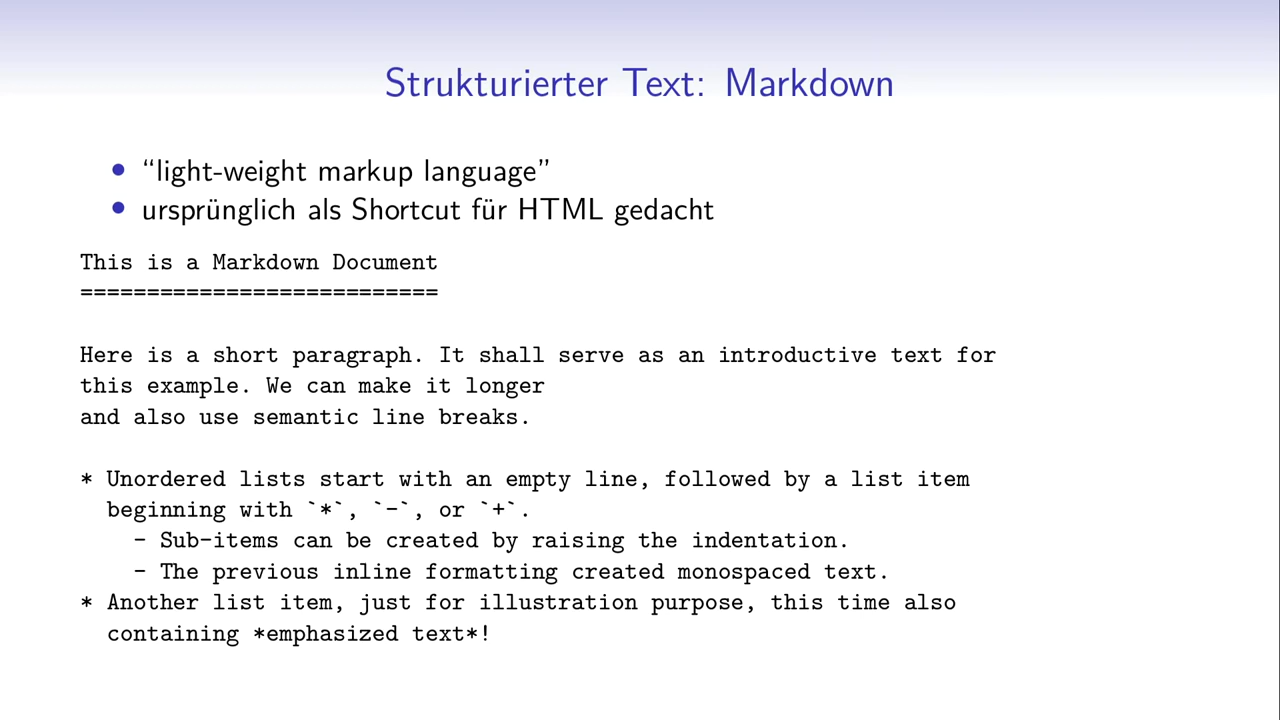 Strukturierter Text: Markdown
• “light-weight markup language”
• ursprünglich als Shortcut für HTML gedacht
This is a Markdown Document
===========================
Here is a short paragraph. It shall serve as an introductive text for
this example. We can make it longer
and also use semantic line breaks.
* Unordered lists start with an empty line, followed by a list item
  beginning with `*`, `-`, or `+`.
    - Sub-items can be created by raising the indentation.
    - The previous inline formatting created monospaced text.
* Another list item, just for illustration purpose, this time also
  containing *emphasized text*!